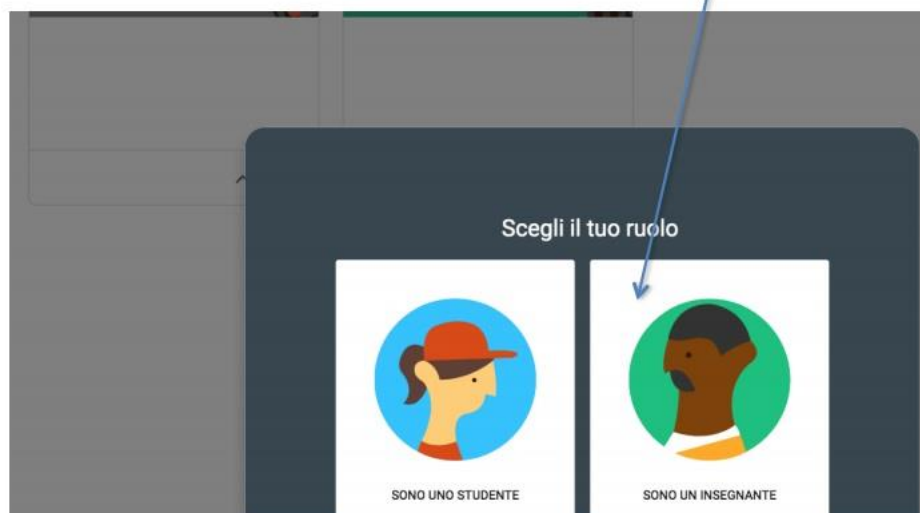 Scegli il tuo ruolo
SONO UNO STUDENTE
SONO UN INSEGNANTE